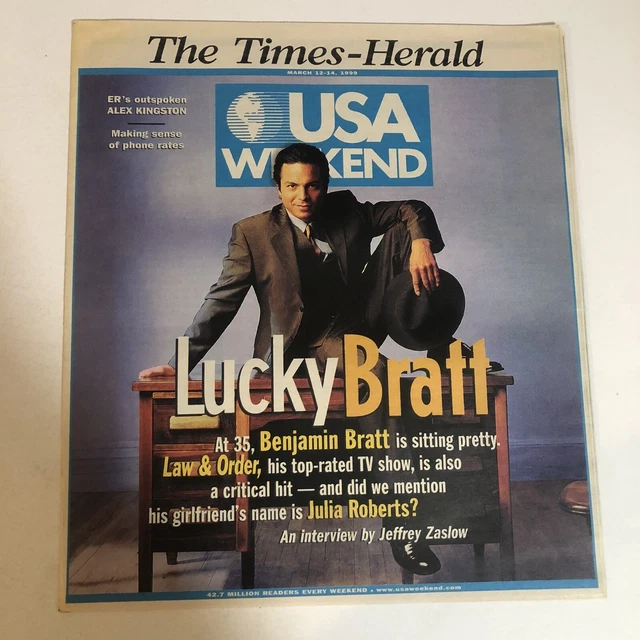 The Times-Herald
MARCH 12-14, 1999
ER's outspoken
ALEX KINGSTON
Making sense
of phone rates
USA
WEEKEND
LuckyBratt
At 35, Benjamin Bratt is sitting pretty.
Law & Order, his top-rated TV show, is also
a critical hit — and did we mention
his girlfriend's name is Julia Roberts?
An interview by Jeffrey Zaslow
42.7 MILLION READERS EVERY WEEKEND • www.usaweekend.com